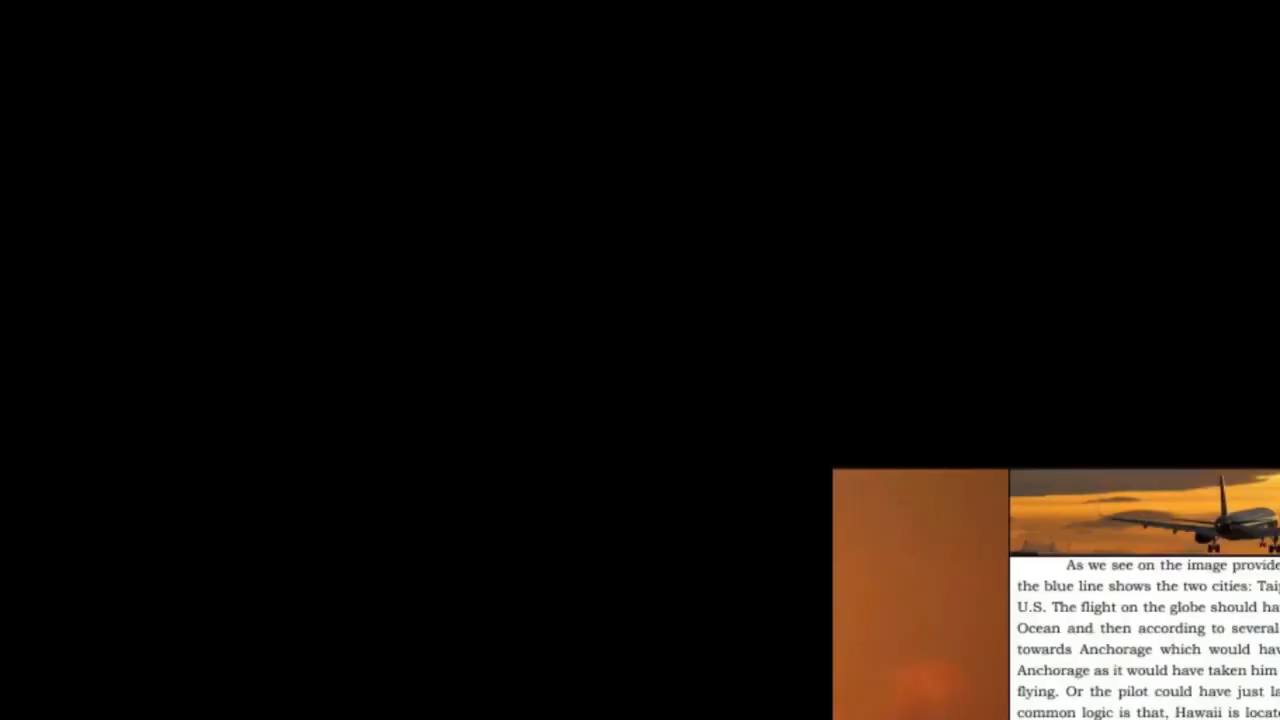 As we see on the image provide
the blue line shows the two cities: Taip
U.S. The flight on the globe should ha
Ocean and then according to several
towards Anchorage which would hav
Anchorage as it would have taken him
flying. Or the pilot could have just la
common logic is that, Hawaii is locate